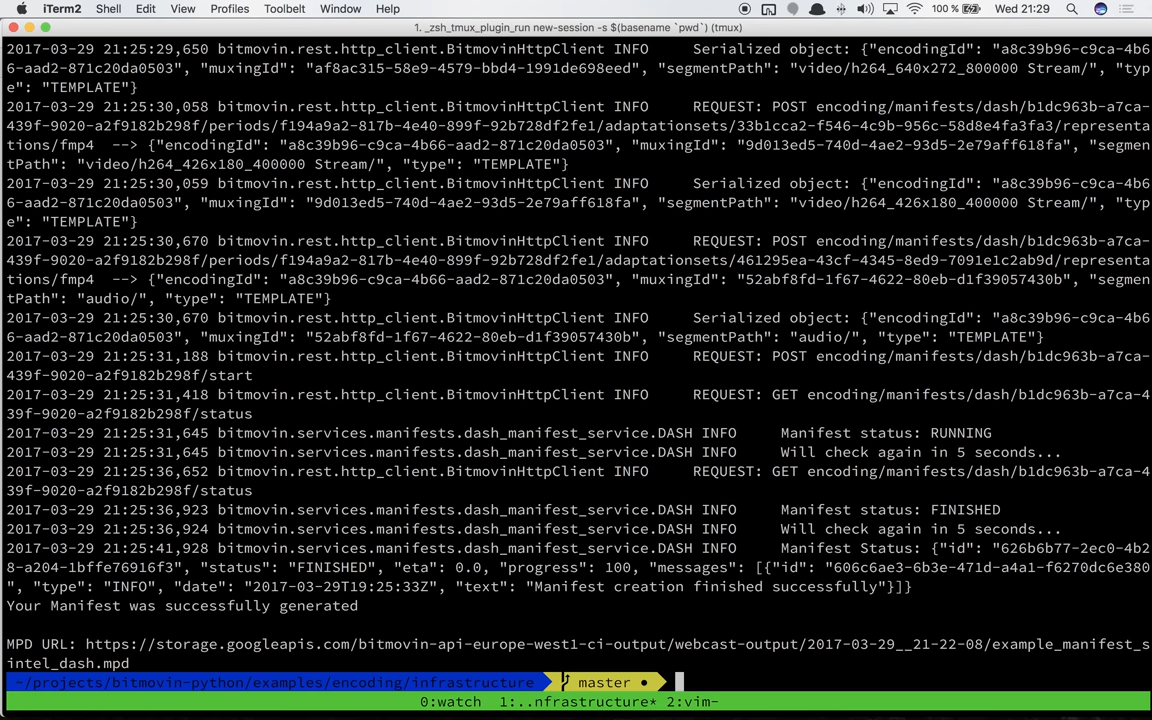 iTerm2 Shell Edit View Profiles Toolbelt Window Help 100 % Wed 21:29
1. _zsh_tmux_plugin_run new-session -s $(basename `pwd`) (tmux)
2017-03-29 21:25:29,650 bitmovin.rest.http_client.BitmovinHttpClient INFO     Serialized object: {"encodingId": "a8c39b96-c9ca-4b6
6-aad2-871c20da0503", "muxingId": "af8ac315-58e9-4579-bbd4-1991de698eed", "segmentPath": "video/h264_640x272_800000 Stream/", "typ
e": "TEMPLATE"}
2017-03-29 21:25:30,058 bitmovin.rest.http_client.BitmovinHttpClient INFO     REQUEST: POST encoding/manifests/dash/b1dc963b-a7ca-
439f-9020-a2f9182b298f/periods/f194a9a2-817b-4e40-899f-92b728df2fe1/adaptationsets/33b1cca2-f546-4c9b-956c-58d8e4fa3fa3/representa
tions/fmp4  --> {"encodingId": "a8c39b96-c9ca-4b66-aad2-871c20da0503", "muxingId": "9d013ed5-740d-4ae2-93d5-2e79aff618fa", "segmen
tPath": "video/h264_426x180_400000 Stream/", "type": "TEMPLATE"}
2017-03-29 21:25:30,059 bitmovin.rest.http_client.BitmovinHttpClient INFO     Serialized object: {"encodingId": "a8c39b96-c9ca-4b6
6-aad2-871c20da0503", "muxingId": "9d013ed5-740d-4ae2-93d5-2e79aff618fa", "segmentPath": "video/h264_426x180_400000 Stream/", "typ
e": "TEMPLATE"}
2017-03-29 21:25:30,670 bitmovin.rest.http_client.BitmovinHttpClient INFO     REQUEST: POST encoding/manifests/dash/b1dc963b-a7ca-
439f-9020-a2f9182b298f/periods/f194a9a2-817b-4e40-899f-92b728df2fe1/adaptationsets/461295ea-43cf-4345-8ed9-7091e1c2ab9d/representa
tions/fmp4  --> {"encodingId": "a8c39b96-c9ca-4b66-aad2-871c20da0503", "muxingId": "52abf8fd-1f67-4622-80eb-d1f39057430b", "segmen
tPath": "audio/", "type": "TEMPLATE"}
2017-03-29 21:25:30,670 bitmovin.rest.http_client.BitmovinHttpClient INFO     Serialized object: {"encodingId": "a8c39b96-c9ca-4b6
6-aad2-871c20da0503", "muxingId": "52abf8fd-1f67-4622-80eb-d1f39057430b", "segmentPath": "audio/", "type": "TEMPLATE"}
2017-03-29 21:25:31,188 bitmovin.rest.http_client.BitmovinHttpClient INFO     REQUEST: POST encoding/manifests/dash/b1dc963b-a7ca-
439f-9020-a2f9182b298f/start
2017-03-29 21:25:31,418 bitmovin.rest.http_client.BitmovinHttpClient INFO     REQUEST: GET encoding/manifests/dash/b1dc963b-a7ca-4
39f-9020-a2f9182b298f/status
2017-03-29 21:25:31,645 bitmovin.services.manifests.dash_manifest_service.DASH INFO     Manifest status: RUNNING
2017-03-29 21:25:31,645 bitmovin.services.manifests.dash_manifest_service.DASH INFO     Will check again in 5 seconds...
2017-03-29 21:25:36,652 bitmovin.rest.http_client.BitmovinHttpClient INFO     REQUEST: GET encoding/manifests/dash/b1dc963b-a7ca-4
39f-9020-a2f9182b298f/status
2017-03-29 21:25:36,923 bitmovin.services.manifests.dash_manifest_service.DASH INFO     Manifest status: FINISHED
2017-03-29 21:25:36,924 bitmovin.services.manifests.dash_manifest_service.DASH INFO     Will check again in 5 seconds...
2017-03-29 21:25:41,928 bitmovin.services.manifests.dash_manifest_service.DASH INFO     Manifest Status: {"id": "626b6b77-2ec0-4b2
8-a204-1bffe76916f3", "status": "FINISHED", "eta": 0.0, "progress": 100, "messages": [{"id": "606c6ae3-6b3e-471d-a4a1-f6270dc6e380
", "type": "INFO", "date": "2017-03-29T19:25:33Z", "text": "Manifest creation finished successfully"}]}
Your Manifest was successfully generated
MPD URL: https://storage.googleapis.com/bitmovin-api-europe-west1-ci-output/webcast-output/2017-03-29__21-22-08/example_manifest_s
intel_dash.mpd
~/projects/bitmovin-python/examples/encoding/infrastructure master ●
0:watch  1:..nfrastructure* 2:vim-